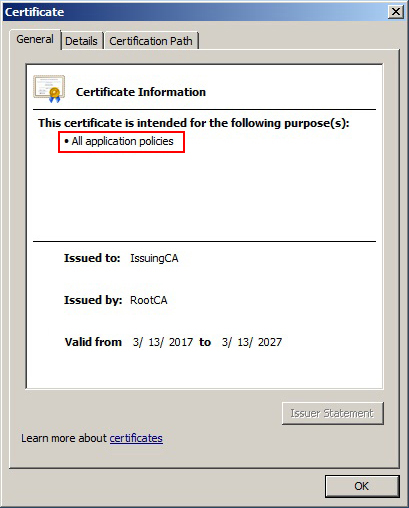 Certificate
General
Details
Certification Path
Certificate Information
This certificate is intended for the following purpose(s):
• All application policies
Issued to: IssuingCA
Issued by: RootCA
Valid from 3/ 13/ 2017 to 3/ 13/ 2027
Issuer Statement
Learn more about certificates
OK